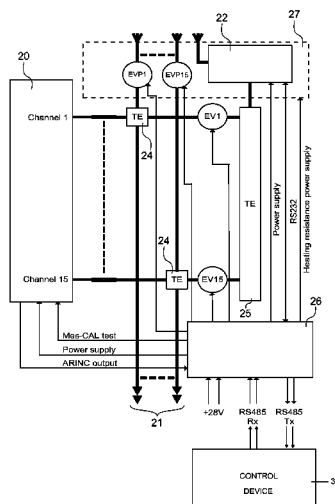 22
27
20
EVP1
EVP15
Channel 1
TE
EV1
24
TE
Power supply
RS232
Heating resistance power supply
24
Channel 15
TE
EV15
25
26
Mes-CAL test
Power supply
ARINC output
21
+28V
RS485 Rx
RS485 Tx
CONTROL DEVICE
3